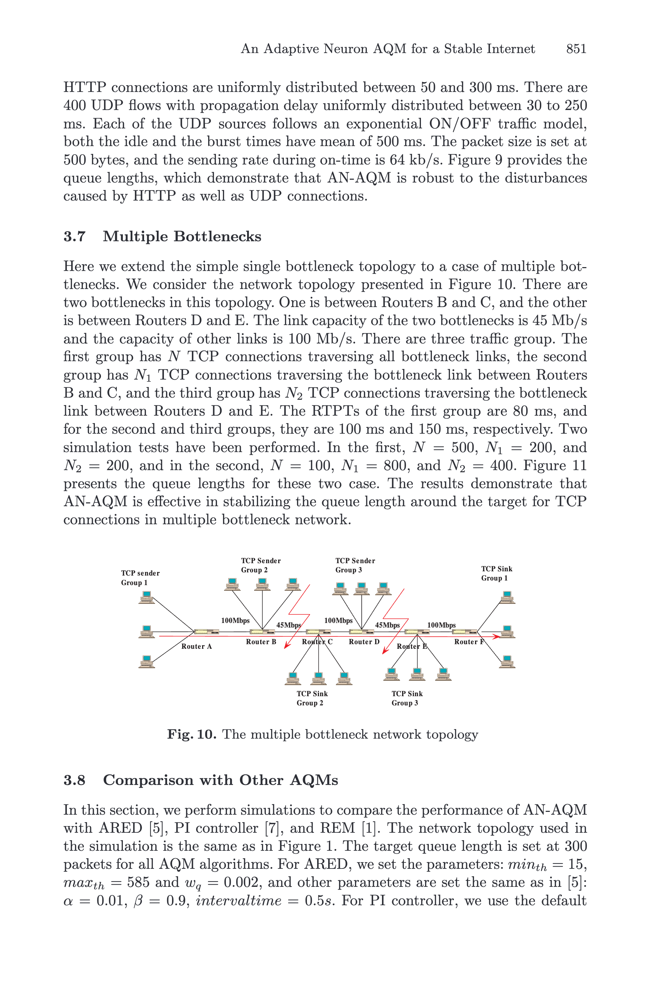 An Adaptive Neuron AQM for a Stable Internet 851
HTTP connections are uniformly distributed between 50 and 300 ms. There are
400 UDP flows with propagation delay uniformly distributed between 30 to 250
ms. Each of the UDP sources follows an exponential ON/OFF traffic model,
both the idle and the burst times have mean of 500 ms. The packet size is set at
500 bytes, and the sending rate during on-time is 64 kb/s. Figure 9 provides the
queue lengths, which demonstrate that AN-AQM is robust to the disturbances
caused by HTTP as well as UDP connections.
3.7 Multiple Bottlenecks
Here we extend the simple single bottleneck topology to a case of multiple bot-
tlenecks. We consider the network topology presented in Figure 10. There are
two bottlenecks in this topology. One is between Routers B and C, and the other
is between Routers D and E. The link capacity of the two bottlenecks is 45 Mb/s
and the capacity of other links is 100 Mb/s. There are three traffic group. The
first group has N TCP connections traversing all bottleneck links, the second
group has N₁ TCP connections traversing the bottleneck link between Routers
B and C, and the third group has N₂ TCP connections traversing the bottleneck
link between Routers D and E. The RTPTs of the first group are 80 ms, and
for the second and third groups, they are 100 ms and 150 ms, respectively. Two
simulation tests have been performed. In the first, N = 500, N₁ = 200, and
N₂ = 200, and in the second, N = 100, N₁ = 800, and N₂ = 400. Figure 11
presents the queue lengths for these two case. The results demonstrate that
AN-AQM is effective in stabilizing the queue length around the target for TCP
connections in multiple bottleneck network.
TCP sender
Group 1
TCP Sender
Group 2
TCP Sender
Group 3
TCP Sink
Group 1
100Mbps
45Mbps
100Mbps
45Mbps
100Mbps
Router A
Router B
Router C
Router D
Router E
Router F
TCP Sink
Group 2
TCP Sink
Group 3
Fig. 10. The multiple bottleneck network topology
3.8 Comparison with Other AQMs
In this section, we perform simulations to compare the performance of AN-AQM
with ARED [5], PI controller [7], and REM [1]. The network topology used in
the simulation is the same as in Figure 1. The target queue length is set at 300
packets for all AQM algorithms. For ARED, we set the parameters: min_th = 15,
max_th = 585 and w_q = 0.002, and other parameters are set the same as in [5]:
α = 0.01, β = 0.9, intervaltime = 0.5s. For PI controller, we use the default